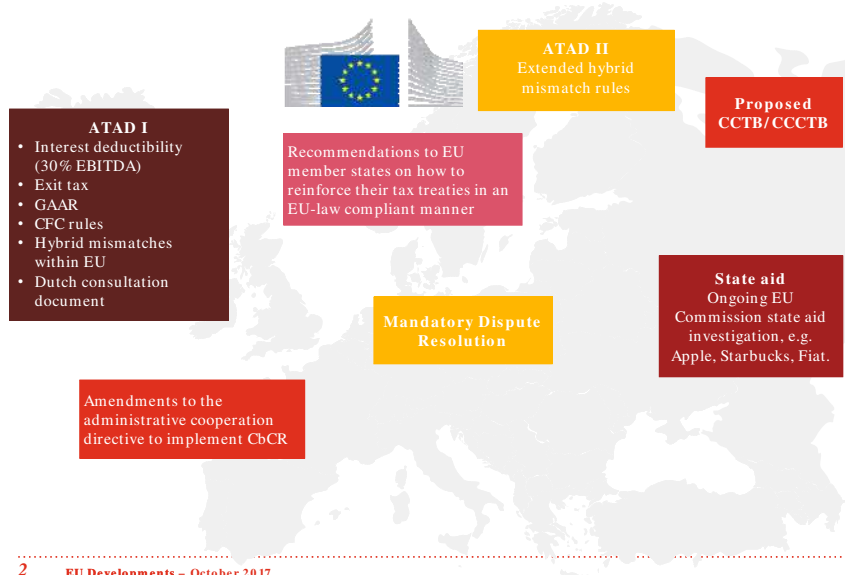 ATAD II
Extended hybrid
mismatch rules
Proposed
CCTB/CCCTB
ATAD I
• Interest deductibility
(30% EBITDA)
• Exit tax
• GAAR
• CFC rules
• Hybrid mismatches
within EU
• Dutch consultation
document
Recommendations to EU
member states on how to
reinforce their tax treaties in an
EU-law compliant manner
State aid
Ongoing EU
Commission state aid
investigation, e.g.
Apple, Starbucks, Fiat.
Mandatory Dispute
Resolution
Amendments to the
administrative cooperation
directive to implement CbCR
2 EU Developments – October 2017